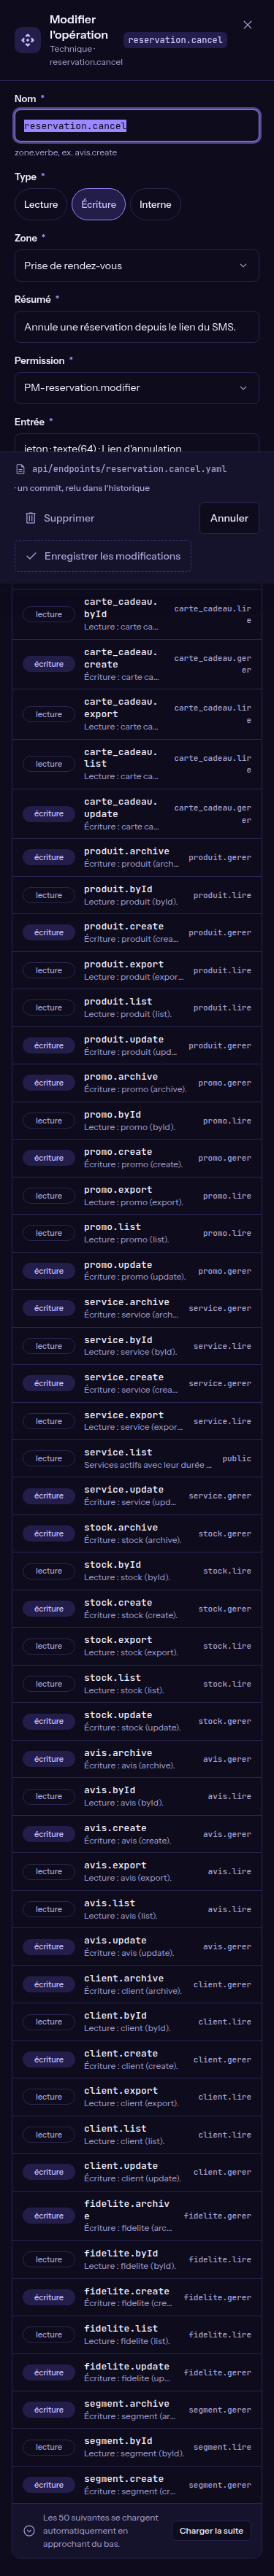 Modifier
l'opération
Technique ·
reservation.cancel
reservation.cancel
Nom *
reservation.cancel
zone.verbe, ex. avis.create
Type *
Lecture
Écriture
Interne
Zone *
Prise de rendez-vous
Résumé *
Annule une réservation depuis le lien du SMS.
Permission *
PM-reservation.modifier
Entrée *
jeton · texte(64) · Lien d'annulation
api/endpoints/reservation.cancel.yaml
· un commit, relu dans l'historique
Supprimer
Annuler
Enregistrer les modifications
lecture
carte_cadeau.
byId
Lecture : carte ca...
carte_cadeau.lir
e
écriture
carte_cadeau.
create
Écriture : carte ca...
carte_cadeau.ger
er
lecture
carte_cadeau.
export
Lecture : carte ca...
carte_cadeau.lir
e
lecture
carte_cadeau.
list
Lecture : carte ca...
carte_cadeau.lir
e
écriture
carte_cadeau.
update
Écriture : carte ca...
carte_cadeau.ger
er
écriture
produit.archive
Écriture : produit (arch...
produit.gerer
lecture
produit.byId
Lecture : produit (byId).
produit.lire
écriture
produit.create
Écriture : produit (crea...
produit.gerer
lecture
produit.export
Lecture : produit (expor...
produit.lire
lecture
produit.list
Lecture : produit (list).
produit.lire
écriture
produit.update
Écriture : produit (upd...
produit.gerer
écriture
promo.archive
Écriture : promo (archive).
promo.gerer
lecture
promo.byId
Lecture : promo (byId).
promo.lire
écriture
promo.create
Écriture : promo (create).
promo.gerer
lecture
promo.export
Lecture : promo (export).
promo.lire
lecture
promo.list
Lecture : promo (list).
promo.lire
écriture
promo.update
Écriture : promo (update).
promo.gerer
écriture
service.archive
Écriture : service (arch...
service.gerer
lecture
service.byId
Lecture : service (byId).
service.lire
écriture
service.create
Écriture : service (crea...
service.gerer
lecture
service.export
Lecture : service (expor...
service.lire
lecture
service.list
Services actifs avec leur durée ...
public
écriture
service.update
Écriture : service (upd...
service.gerer
écriture
stock.archive
Écriture : stock (archive).
stock.gerer
lecture
stock.byId
Lecture : stock (byId).
stock.lire
écriture
stock.create
Écriture : stock (create).
stock.gerer
lecture
stock.export
Lecture : stock (export).
stock.lire
lecture
stock.list
Lecture : stock (list).
stock.lire
écriture
stock.update
Écriture : stock (update).
stock.gerer
écriture
avis.archive
Écriture : avis (archive).
avis.gerer
lecture
avis.byId
Lecture : avis (byId).
avis.lire
écriture
avis.create
Écriture : avis (create).
avis.gerer
lecture
avis.export
Lecture : avis (export).
avis.lire
lecture
avis.list
Lecture : avis (list).
avis.lire
écriture
avis.update
Écriture : avis (update).
avis.gerer
écriture
client.archive
Écriture : client (archive).
client.gerer
lecture
client.byId
Lecture : client (byId).
client.lire
écriture
client.create
Écriture : client (create).
client.gerer
lecture
client.export
Lecture : client (export).
client.lire
lecture
client.list
Lecture : client (list).
client.lire
écriture
client.update
Écriture : client (update).
client.gerer
écriture
fidelite.archiv
e
Écriture : fidelite (arc...
fidelite.gerer
lecture
fidelite.byId
Lecture : fidelite (byId).
fidelite.lire
écriture
fidelite.create
Écriture : fidelite (cre...
fidelite.gerer
lecture
fidelite.list
Lecture : fidelite (list).
fidelite.lire
écriture
fidelite.update
Écriture : fidelite (up...
fidelite.gerer
écriture
segment.archive
Écriture : segment (ar...
segment.gerer
lecture
segment.byId
Lecture : segment (byId).
segment.lire
écriture
segment.create
Écriture : segment (cr...
segment.gerer
Les 50 suivantes se chargent
automatiquement en
approchant du bas.
Charger la suite